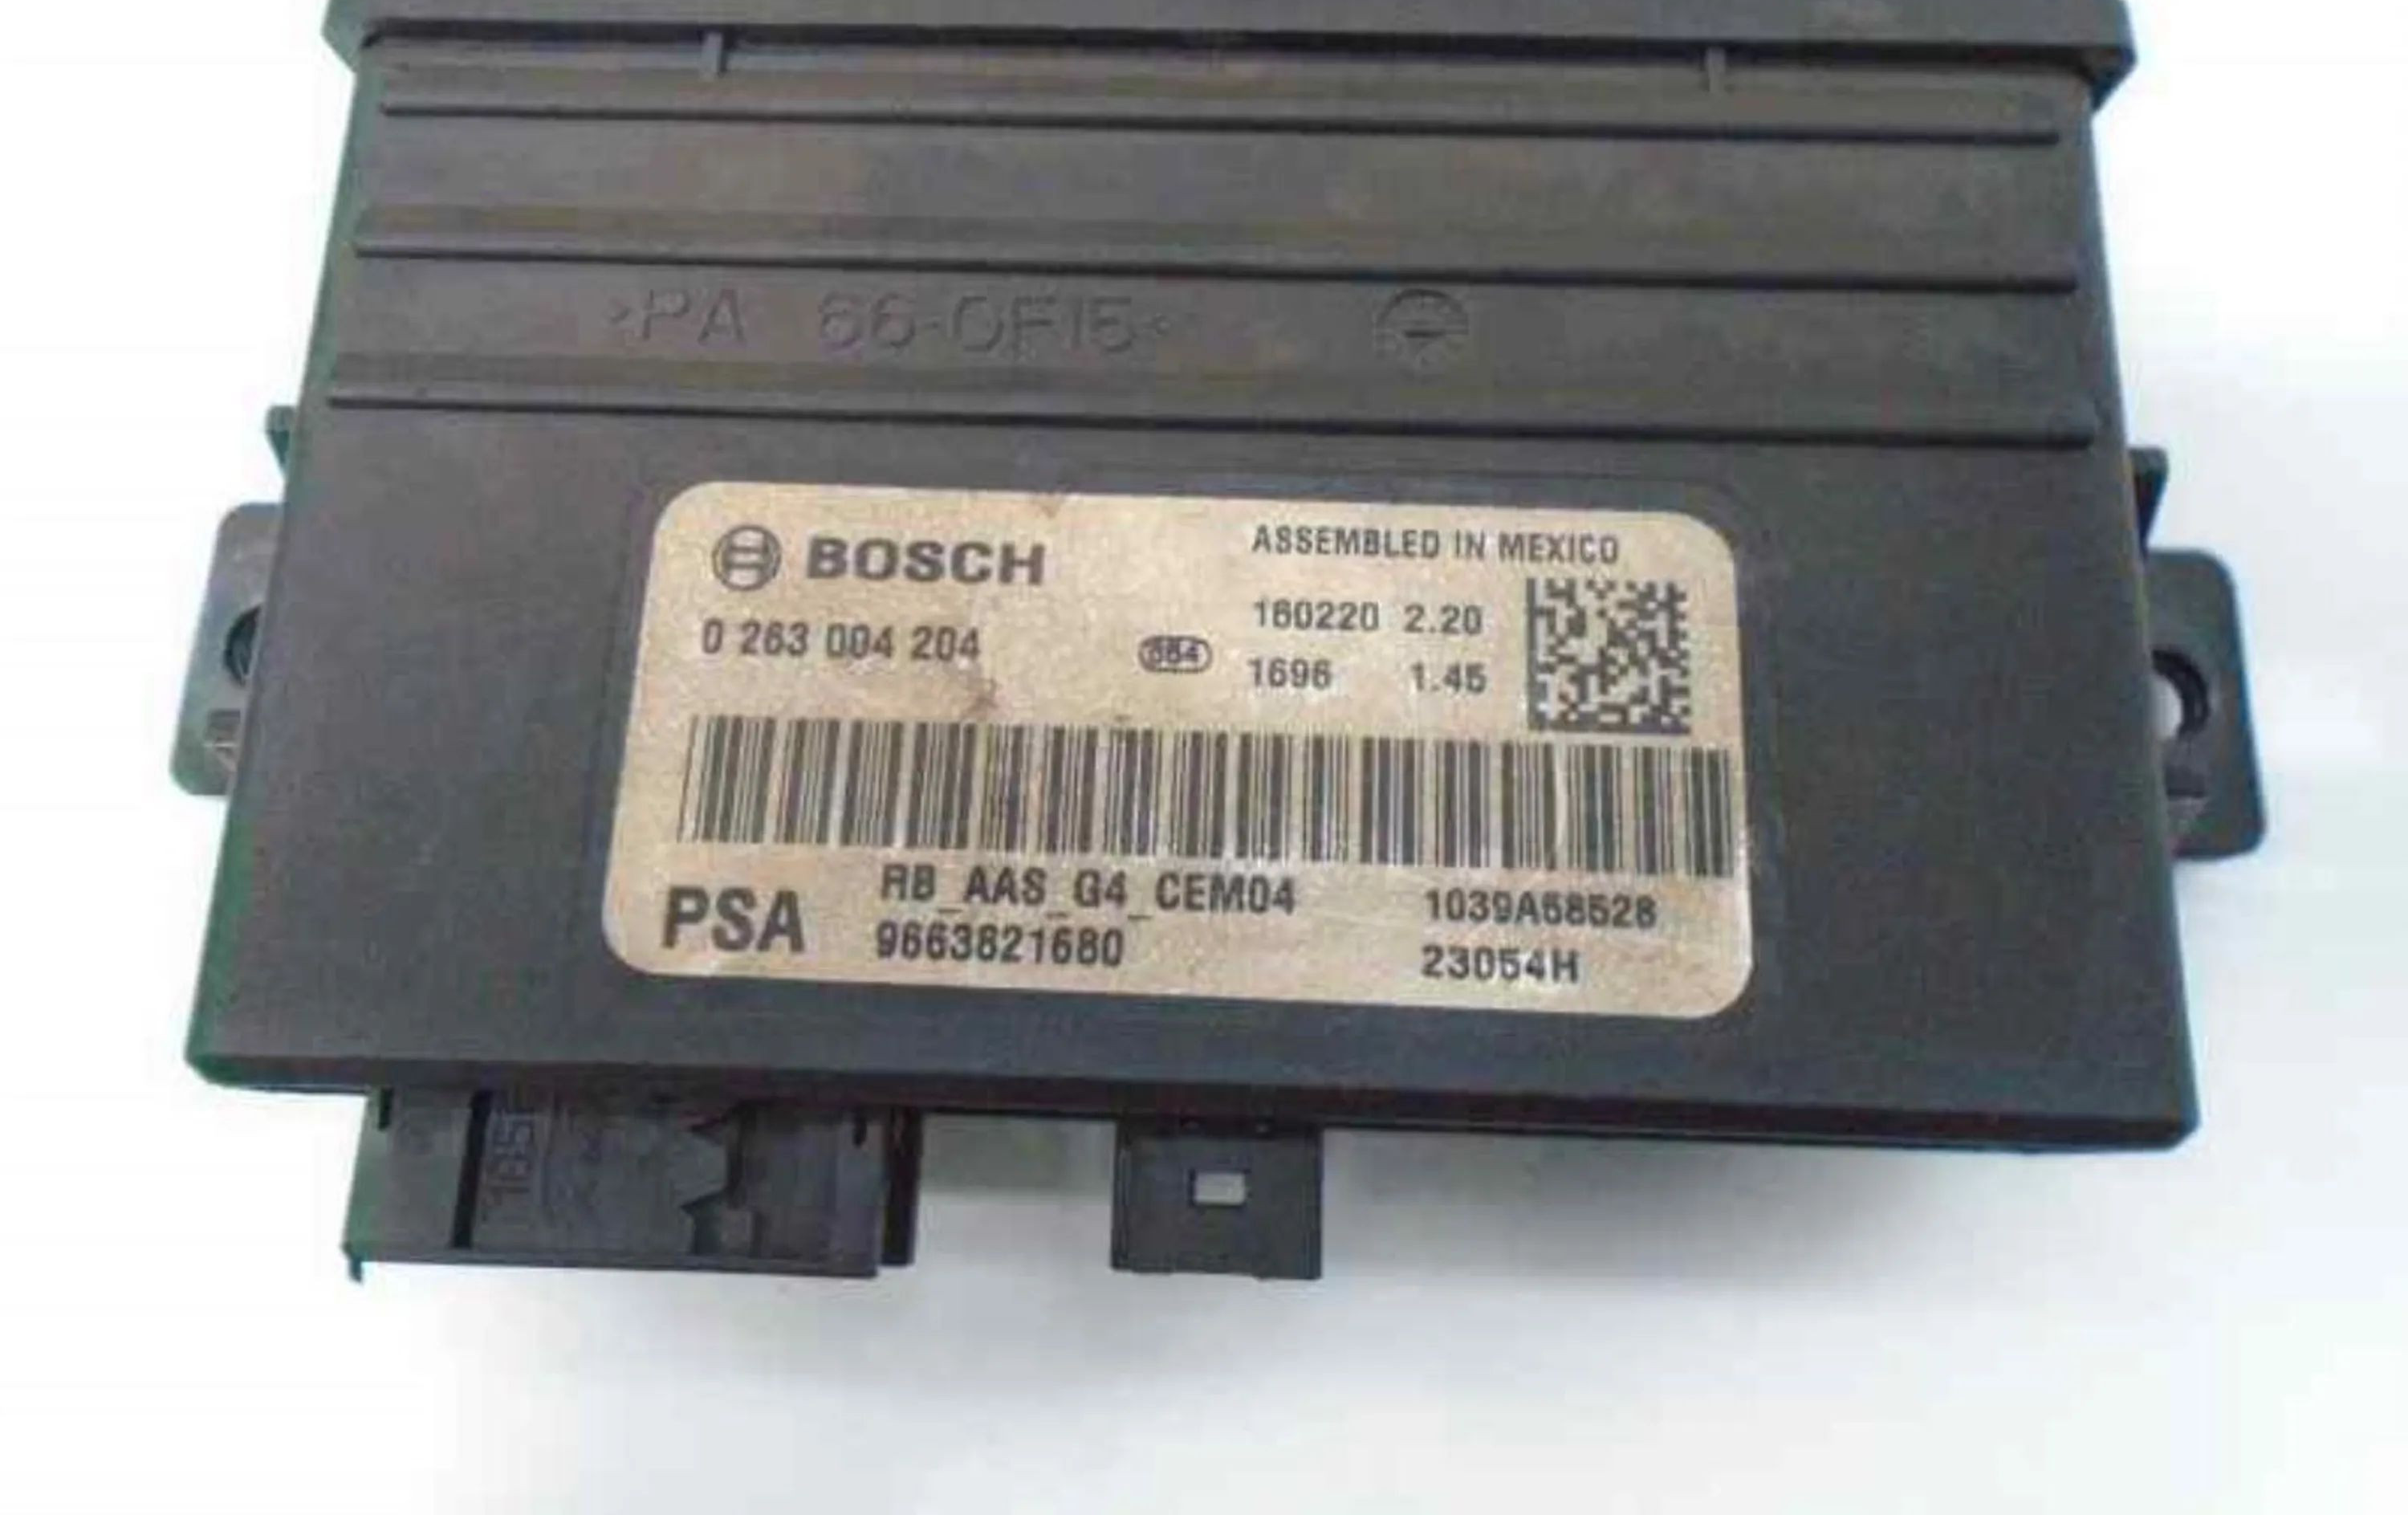 >PA 66-GF15<
BOSCH
ASSEMBLED IN MEXICO
0 263 004 204
664
160220 2.20
1696 1.45
PSA
RB_AAS_G4_CEM04
9663821680
1039A68528
23054H